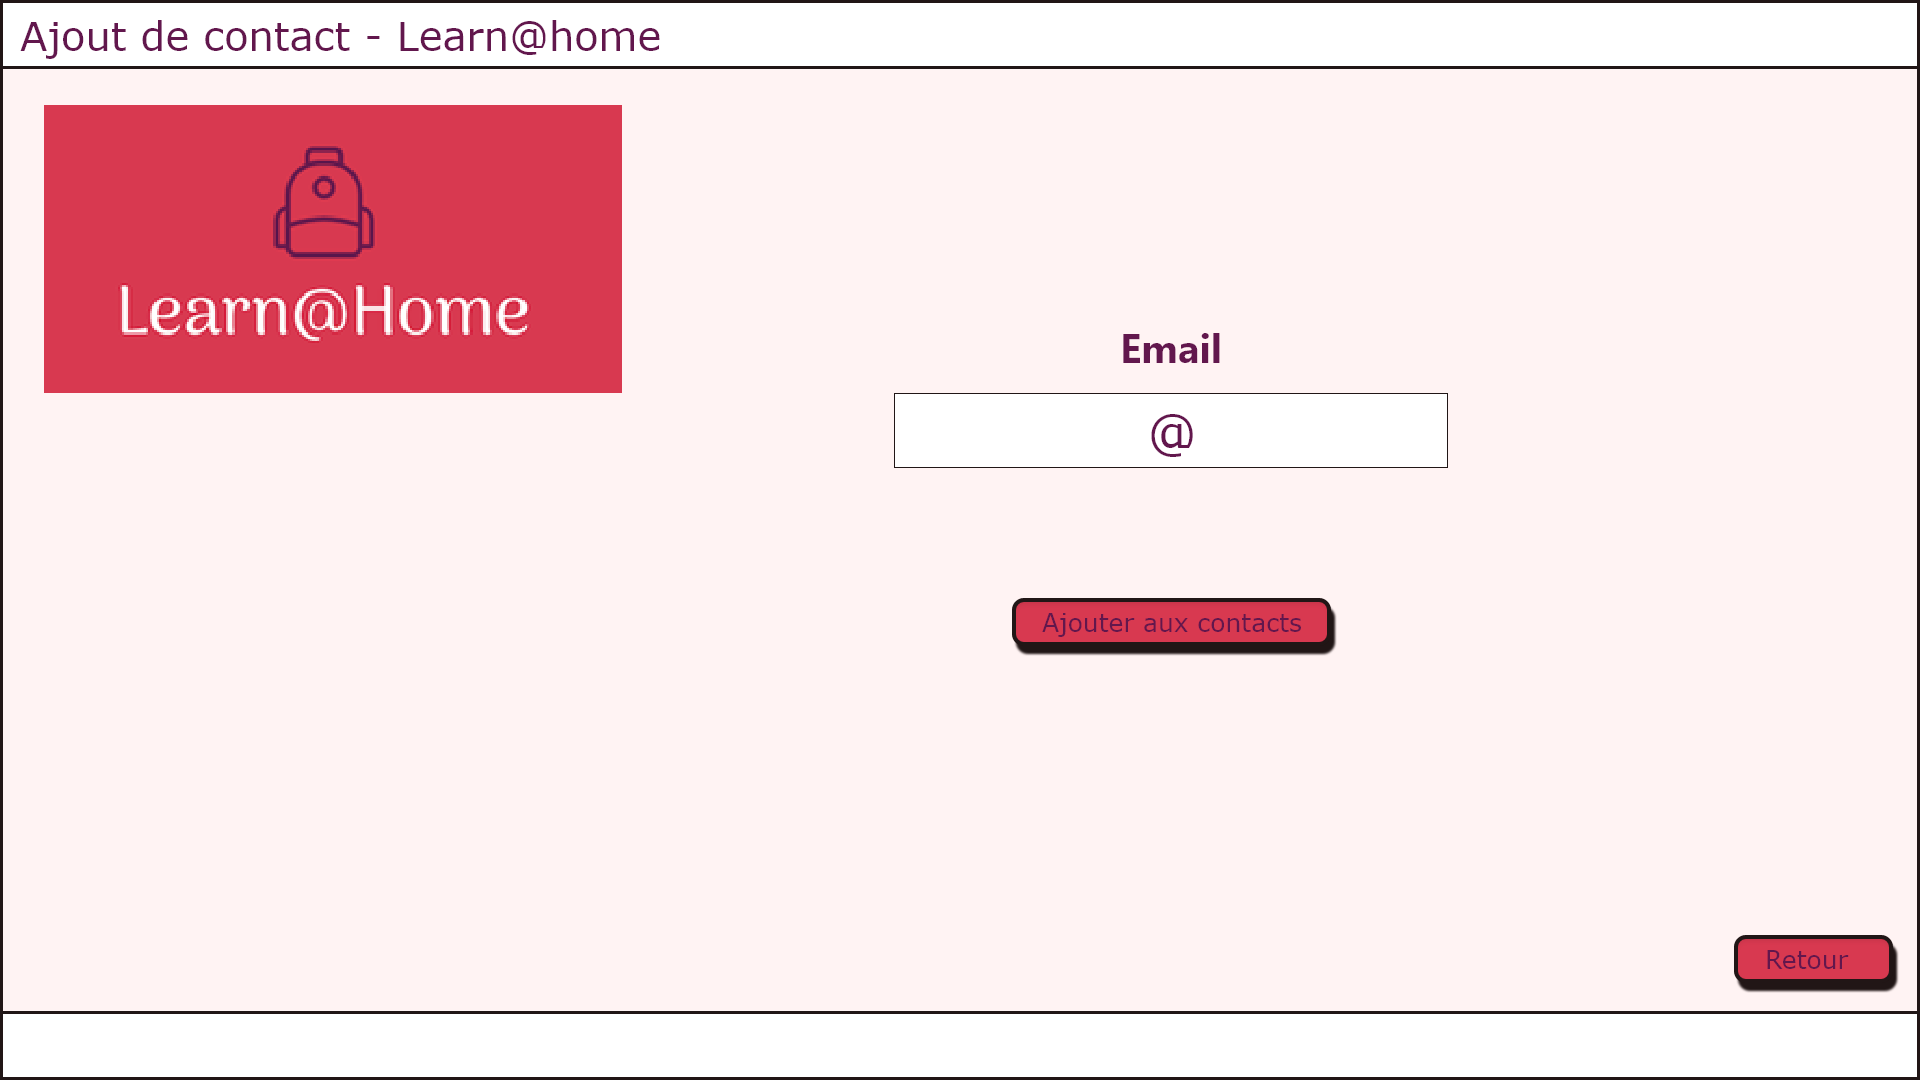 Ajout de contact - Learn@home
Learn@Home
Email
@
Ajouter aux contacts
Retour